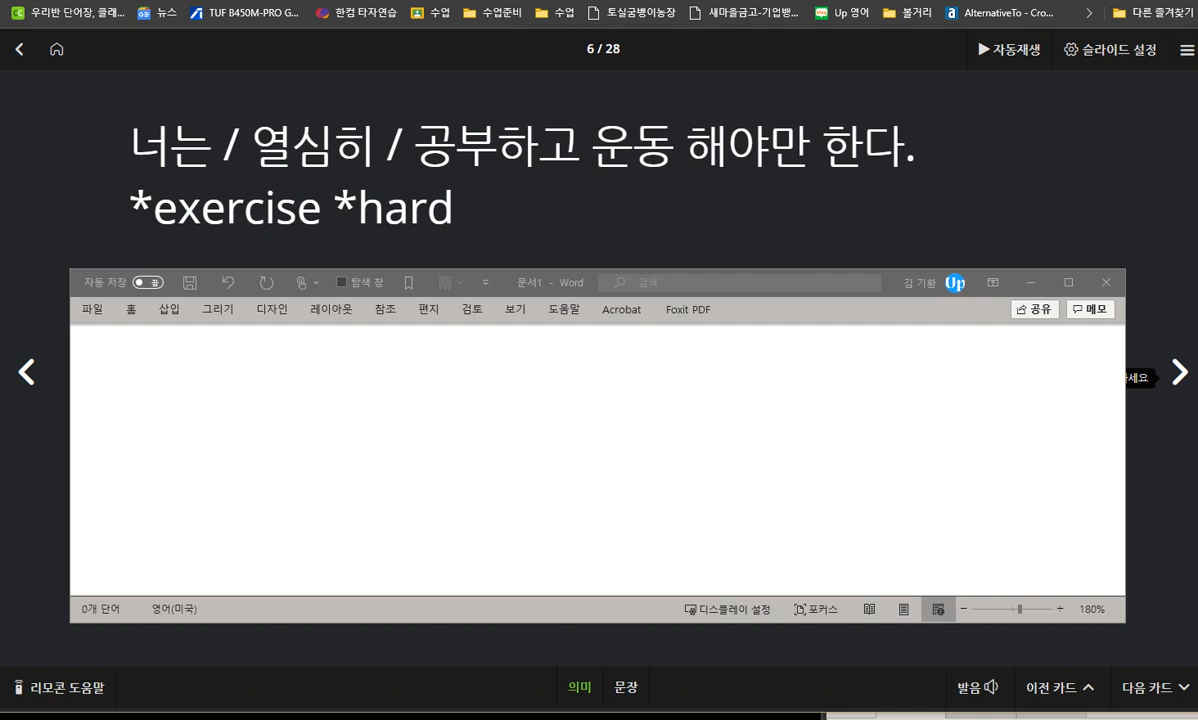 우리반 단어장, 클래... 뉴스 TUF B450M-PRO G... 한컴 타자연습 수업 수업준비 수업 토실굼벵이농장 새마을금고-기업뱅... Up 영어 볼거리 AlternativeTo - Cro... 다른 즐겨찾기
6 / 28 자동재생 슬라이드 설정
너는 / 열심히 / 공부하고 운동 해야만 한다.
*exercise *hard
자동 저장 끔 탐색 창 문서1 - Word 검색 김 기환 Up
파일 홈 삽입 그리기 디자인 레이아웃 참조 편지 검토 보기 도움말 Acrobat Foxit PDF 공유 메모
세요
0개 단어 영어(미국) 디스플레이 설정 포커스 180%
리모콘 도움말 의미 문장 발음 이전 카드 다음 카드